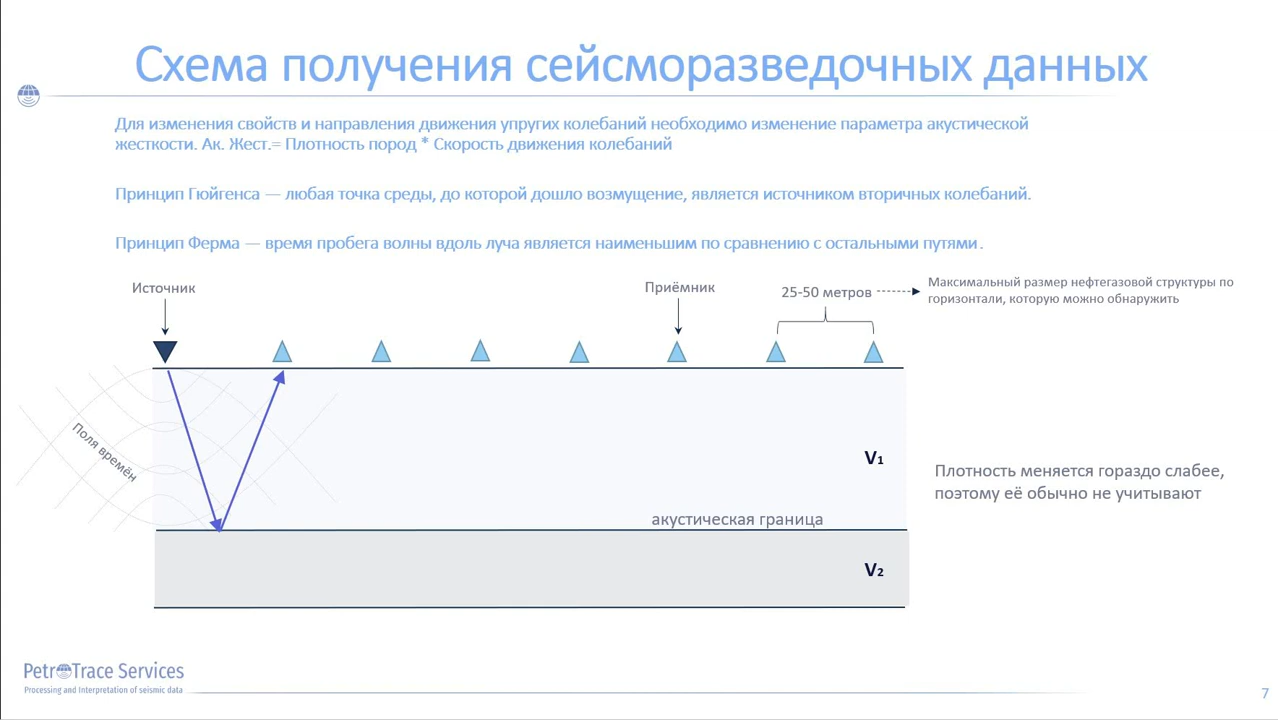 Схема получения сейсморазведочных данных
Для изменения свойств и направления движения упругих колебаний необходимо изменение параметра акустической
жесткости. Ак. Жест.= Плотность пород * Скорость движения колебаний
Принцип Гюйгенса — любая точка среды, до которой дошло возмущение, является источником вторичных колебаний.
Принцип Ферма — время пробега волны вдоль луча является наименьшим по сравнению с остальными путями.
Источник
Приёмник
25-50 метров
Максимальный размер нефтегазовой структуры по
горизонтали, которую можно обнаружить
Поля времён
V1
Плотность меняется гораздо слабее,
поэтому её обычно не учитывают
акустическая граница
V2
PetroTrace Services
Processing and Interpretation of seismic data
7